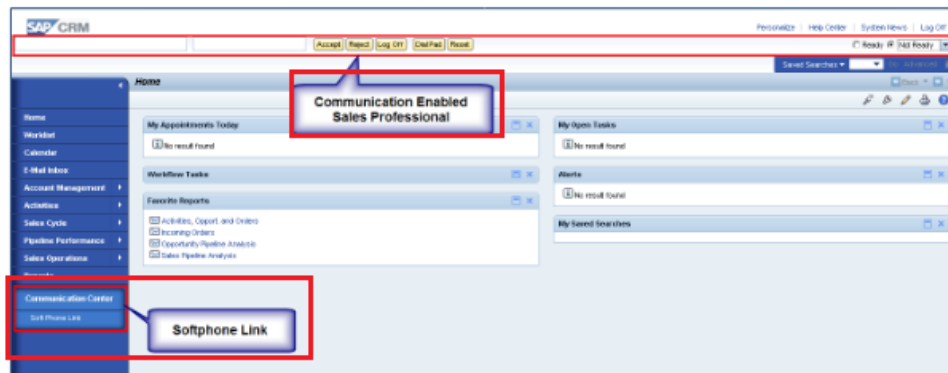 SAP CRM
Personalize | Help Center | System News | Log Off
Accept Reject Log Off Dial Pad Reset
Ready Not Ready
Saved Searches Go Advanced
Home
Back
Communication Enabled
Sales Professional
Home
Worklist
Calendar
E-Mail Inbox
Account Management
Activities
Sales Cycle
Pipeline Performance
Sales Operations
Reports
Communication Center
Soft Phone Link
Softphone Link
My Appointments Today
No result found
Workflow Tasks
Favorite Reports
Activities, Opport. and Orders
Incoming Orders
Opportunity Pipeline Analysis
Sales Pipeline Analysis
My Open Tasks
No result found
Alerts
No result found
My Saved Searches